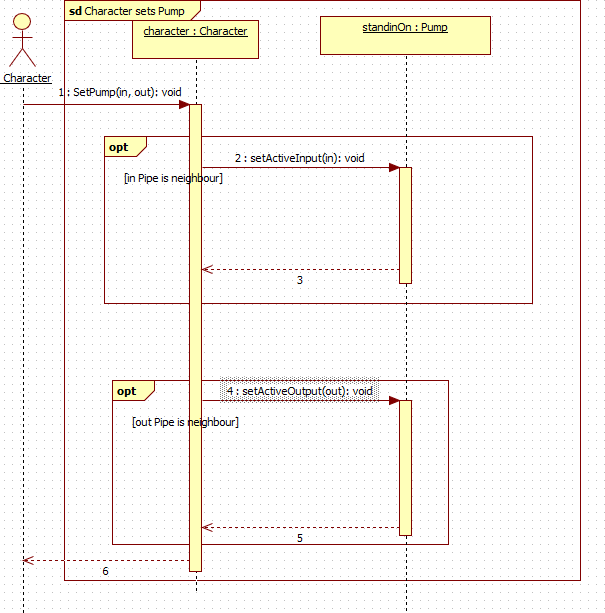 sd Character sets Pump
character : Character
standinOn : Pump
Character
1 : SetPump(in, out): void
opt
2 : setActiveInput(in): void
[in Pipe is neighbour]
3
opt
4 : setActiveOutput(out): void
[out Pipe is neighbour]
5
6